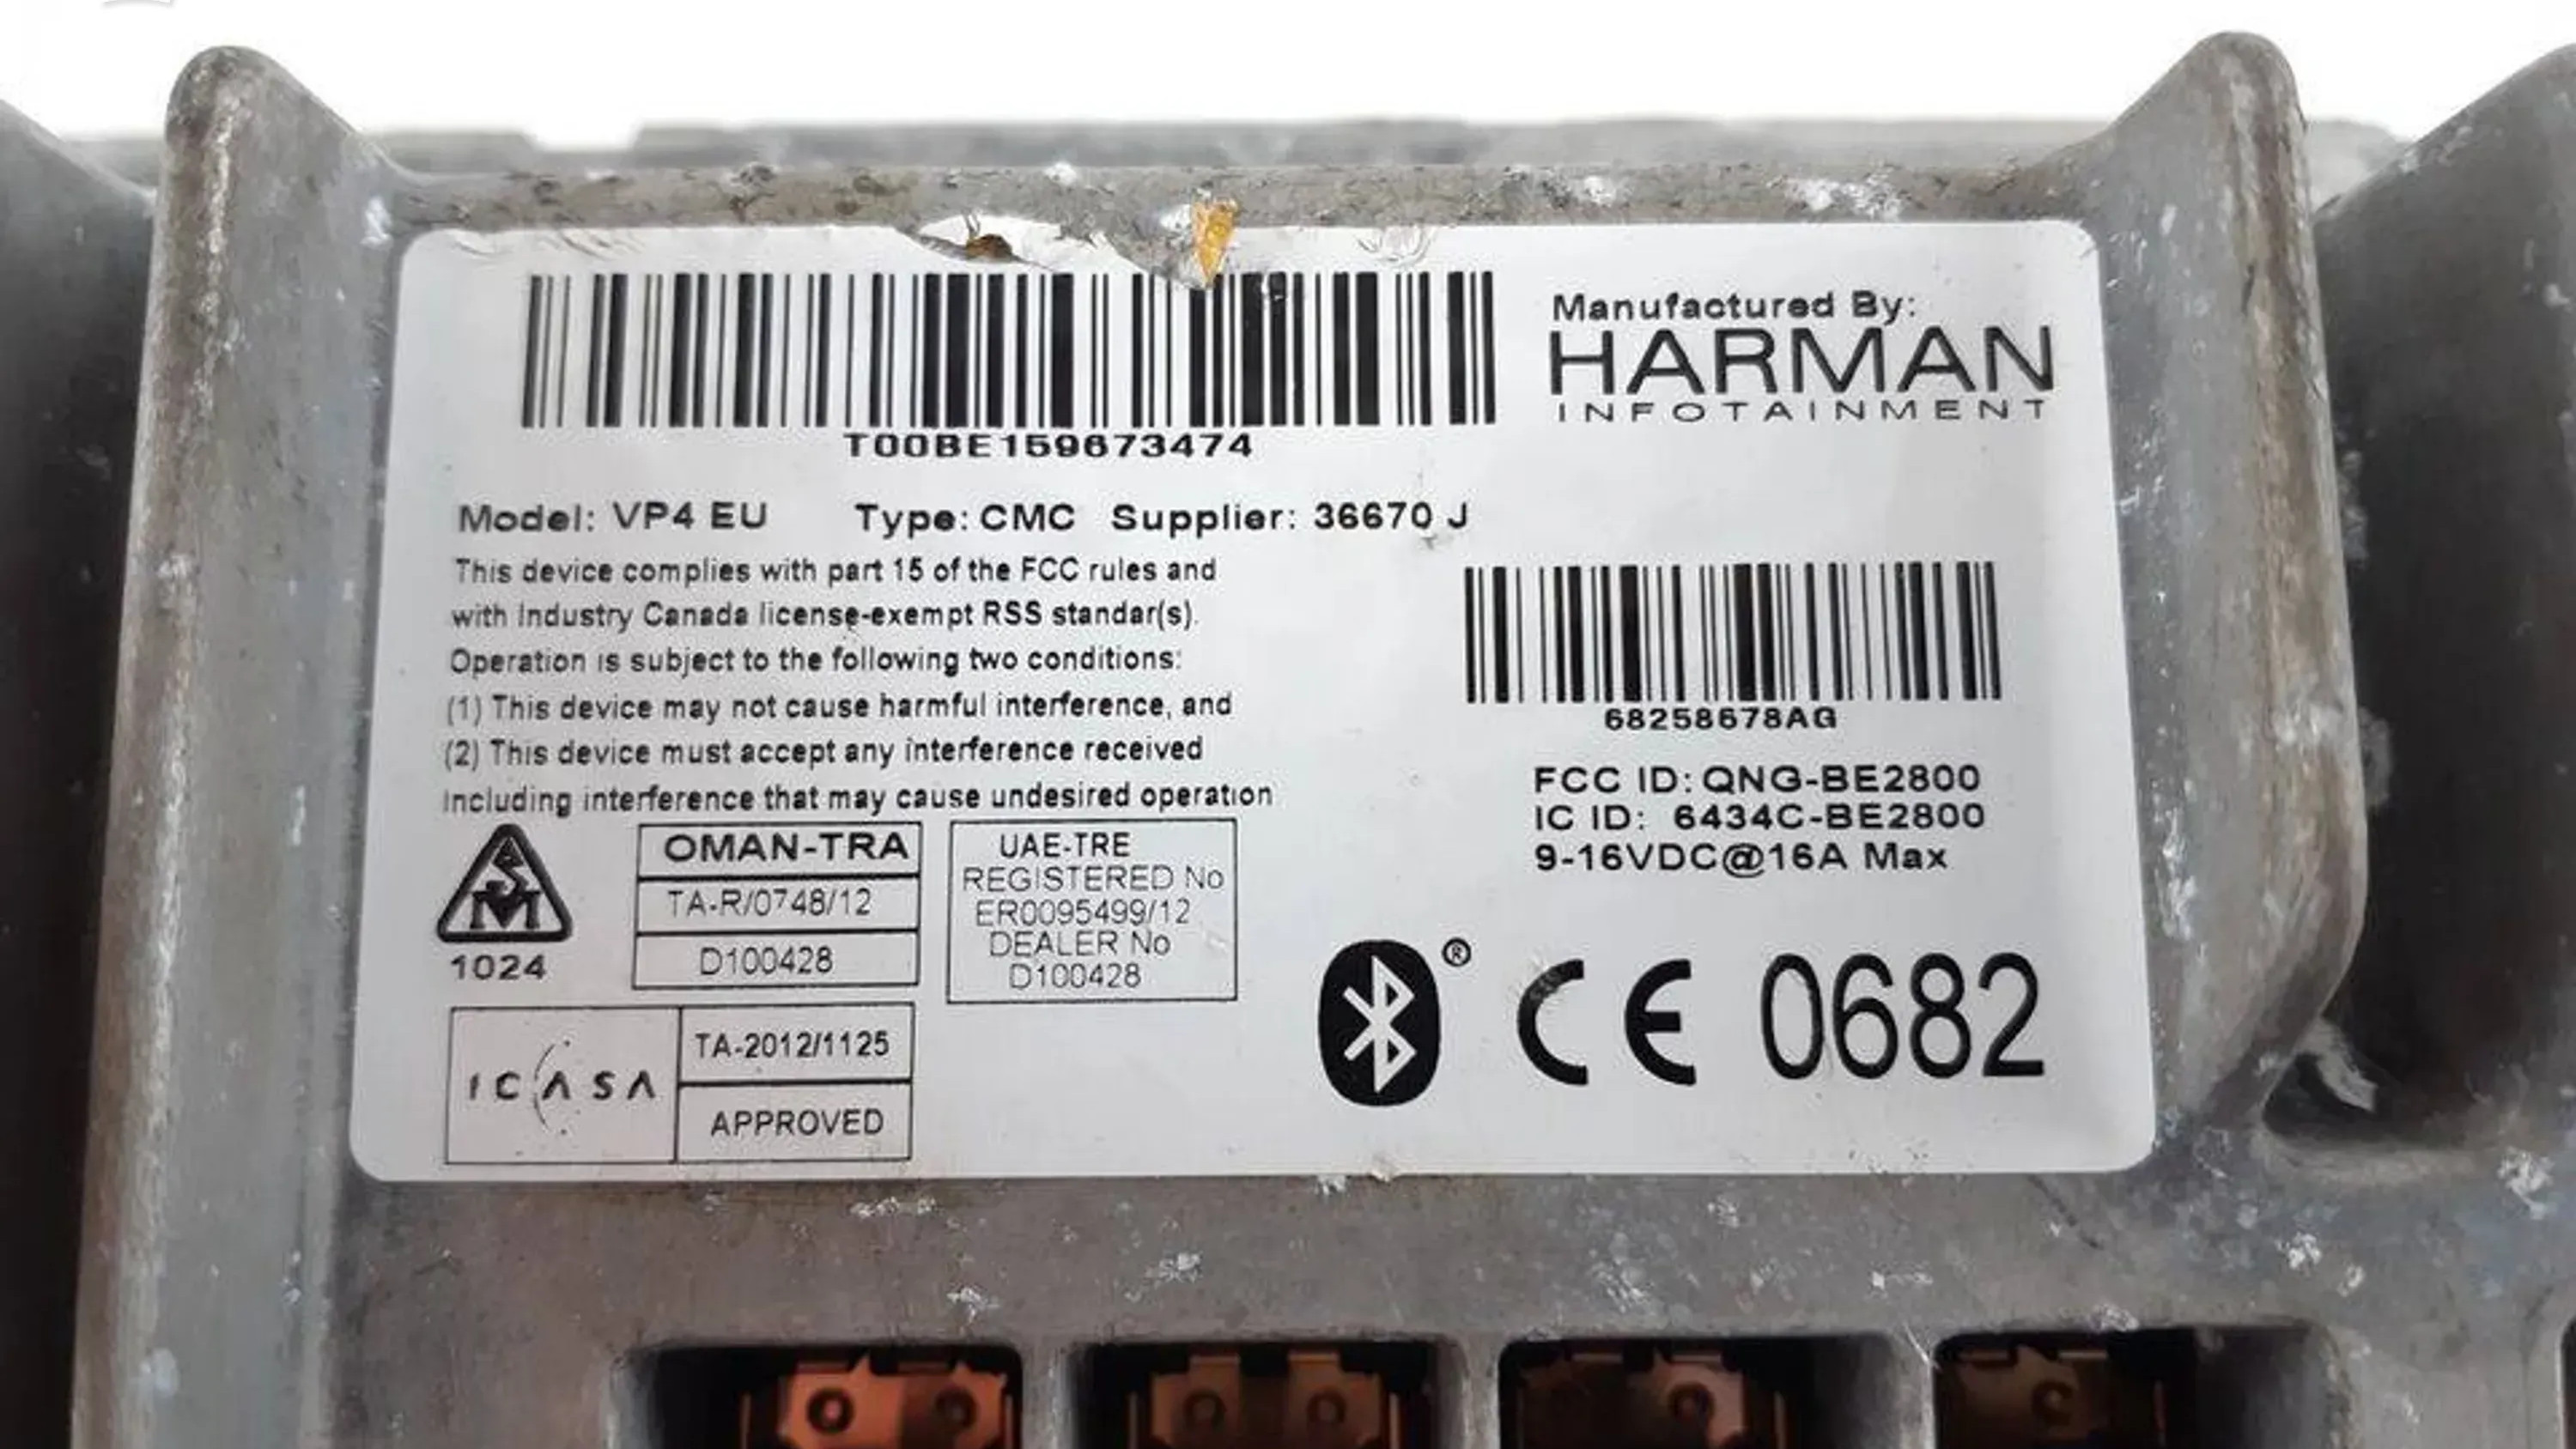 T00BE159673474
Manufactured By:
HARMAN
INFOTAINMENT
Model: VP4 EU Type: CMC Supplier: 36670 J
This device complies with part 15 of the FCC rules and
with Industry Canada license-exempt RSS standar(s).
Operation is subject to the following two conditions:
(1) This device may not cause harmful interference, and
(2) This device must accept any interference received
Including interference that may cause undesired operation
68258678AG
FCC ID: QNG-BE2800
IC ID: 6434C-BE2800
9-16VDC@16A Max
SM
1024
OMAN-TRA
TA-R/0748/12
D100428
UAE-TRE
REGISTERED No
ER0095499/12
DEALER No
D100428
ICASA
TA-2012/1125
APPROVED
® CE 0682